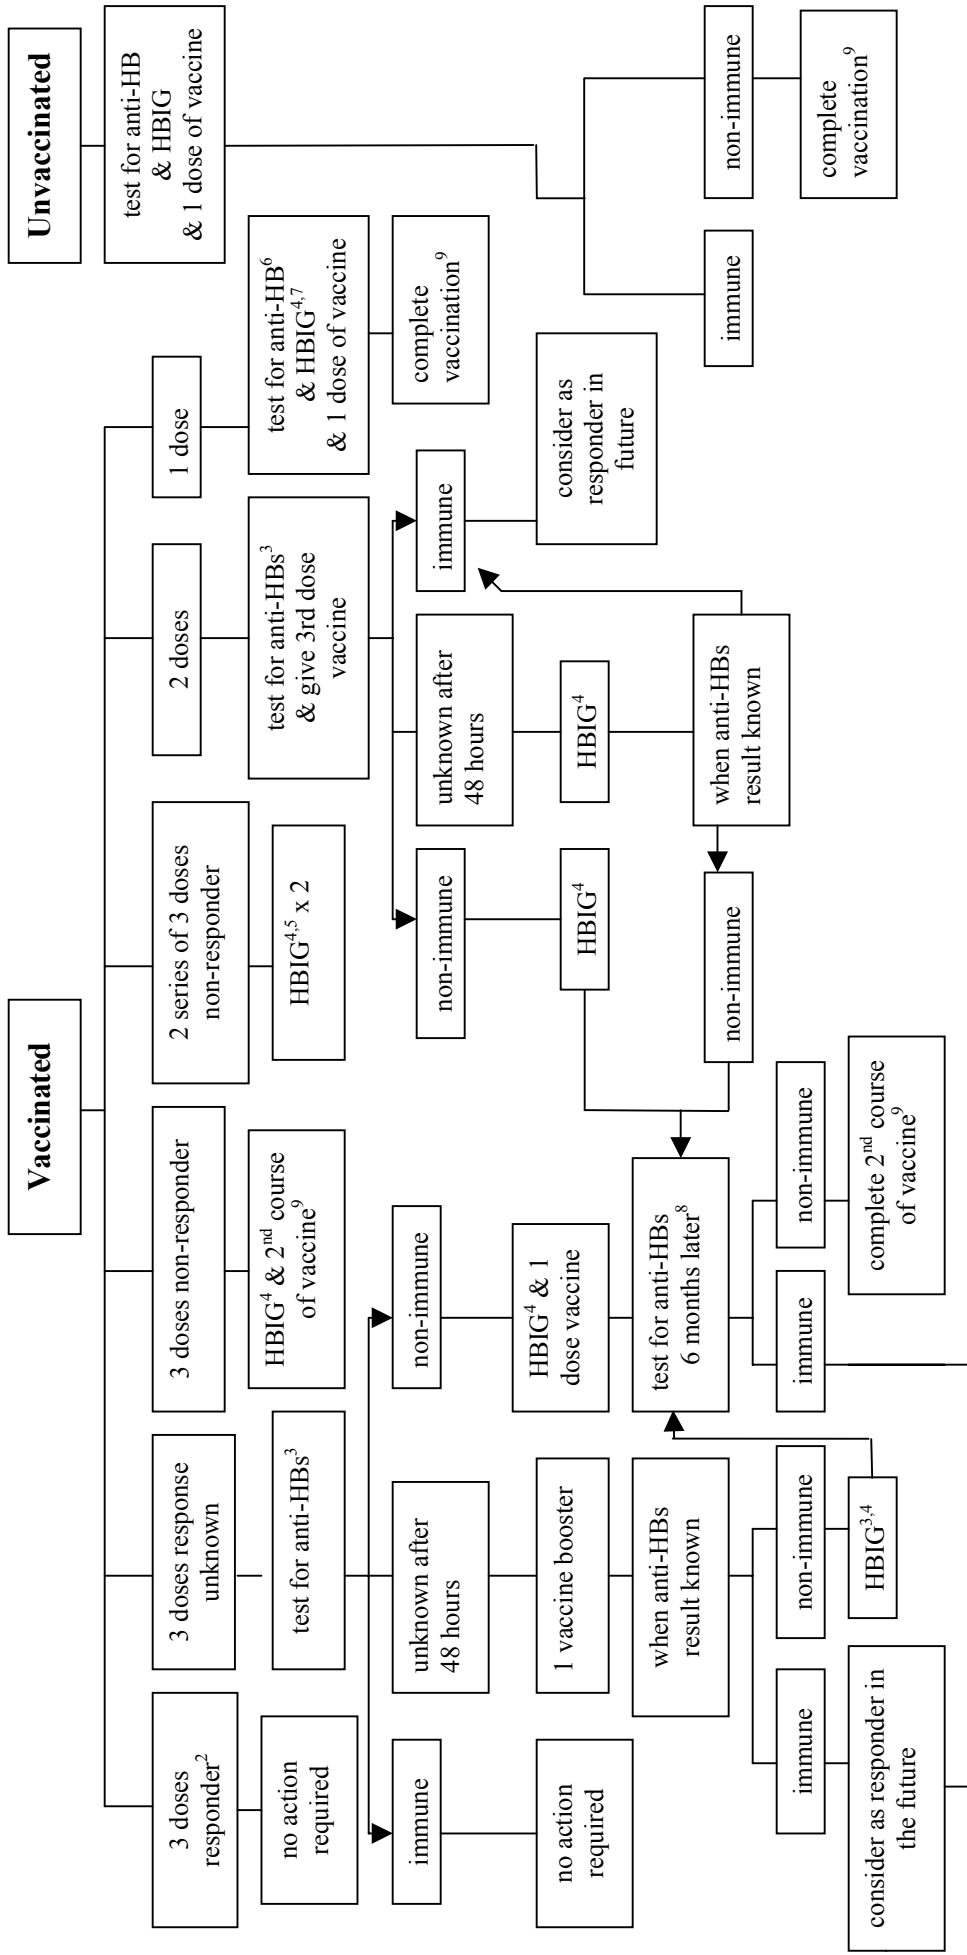 Vaccinated
Unvaccinated
3 doses
responder²
3 doses response
unknown
3 doses non-responder
2 series of 3 doses
non-responder
2 doses
1 dose
test for anti-HB
& HBIG
& 1 dose of vaccine
no action
required
test for anti-HBs³
HBIG⁴ & 2ⁿᵈ course
of vaccine⁹
HBIG⁴,⁵ x 2
test for anti-HBs³
& give 3rd dose
vaccine
test for anti-HB⁶
& HBIG⁴,⁷
& 1 dose of vaccine
immune
unknown after
48 hours
non-immune
non-immune
unknown after
48 hours
immune
complete
vaccination⁹
no action
required
1 vaccine booster
HBIG⁴ & 1
dose vaccine
HBIG⁴
HBIG⁴
consider as
responder in
future
when anti-HBs
result known
test for anti-HBs
6 months later⁸
non-immune
when anti-HBs
result known
immune
non-immune
immune
non-immune
immune
non-immune
consider as responder in
the future
HBIG³,⁴
complete 2ⁿᵈ course
of vaccine⁹
complete
vaccination⁹